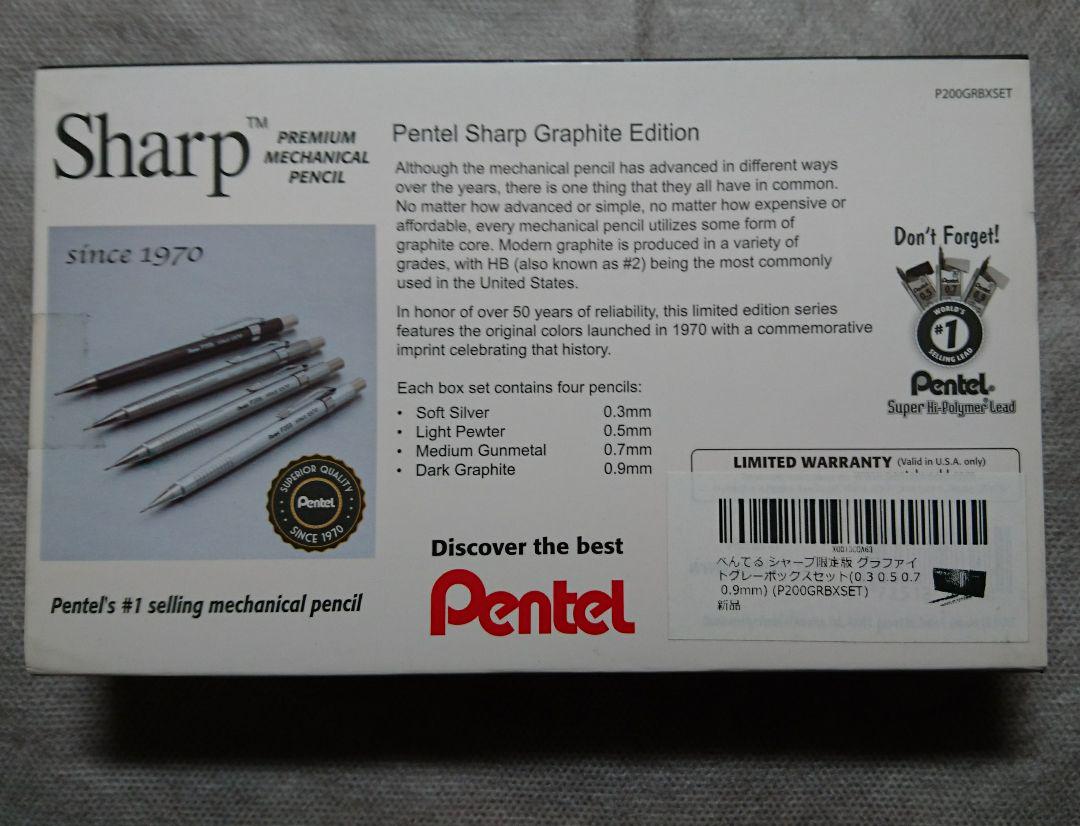 P200GRBXSET
Sharp™
PREMIUM
MECHANICAL
PENCIL
since 1970
SUPERIOR QUALITY
Pentel
SINCE 1970
Pentel's #1 selling mechanical pencil
Pentel Sharp Graphite Edition
Although the mechanical pencil has advanced in different ways
over the years, there is one thing that they all have in common.
No matter how advanced or simple, no matter how expensive or
affordable, every mechanical pencil utilizes some form of
graphite core. Modern graphite is produced in a variety of
grades, with HB (also known as #2) being the most commonly
used in the United States.
In honor of over 50 years of reliability, this limited edition series
features the original colors launched in 1970 with a commemorative
imprint celebrating that history.
Each box set contains four pencils:
• Soft Silver 0.3mm
• Light Pewter 0.5mm
• Medium Gunmetal 0.7mm
• Dark Graphite 0.9mm
Discover the best
Pentel
Don't Forget!
0.5
0.7
0.9
WORLD'S
#1
SELLING LEAD
Pentel®
Super Hi-Polymer® Lead
LIMITED WARRANTY (Valid in U.S.A. only)
ぺんてる シャープ限定版 グラファイ
トグレーボックスセット(0.3 0.5 0.7
0.9mm) (P200GRBXSET)
新品